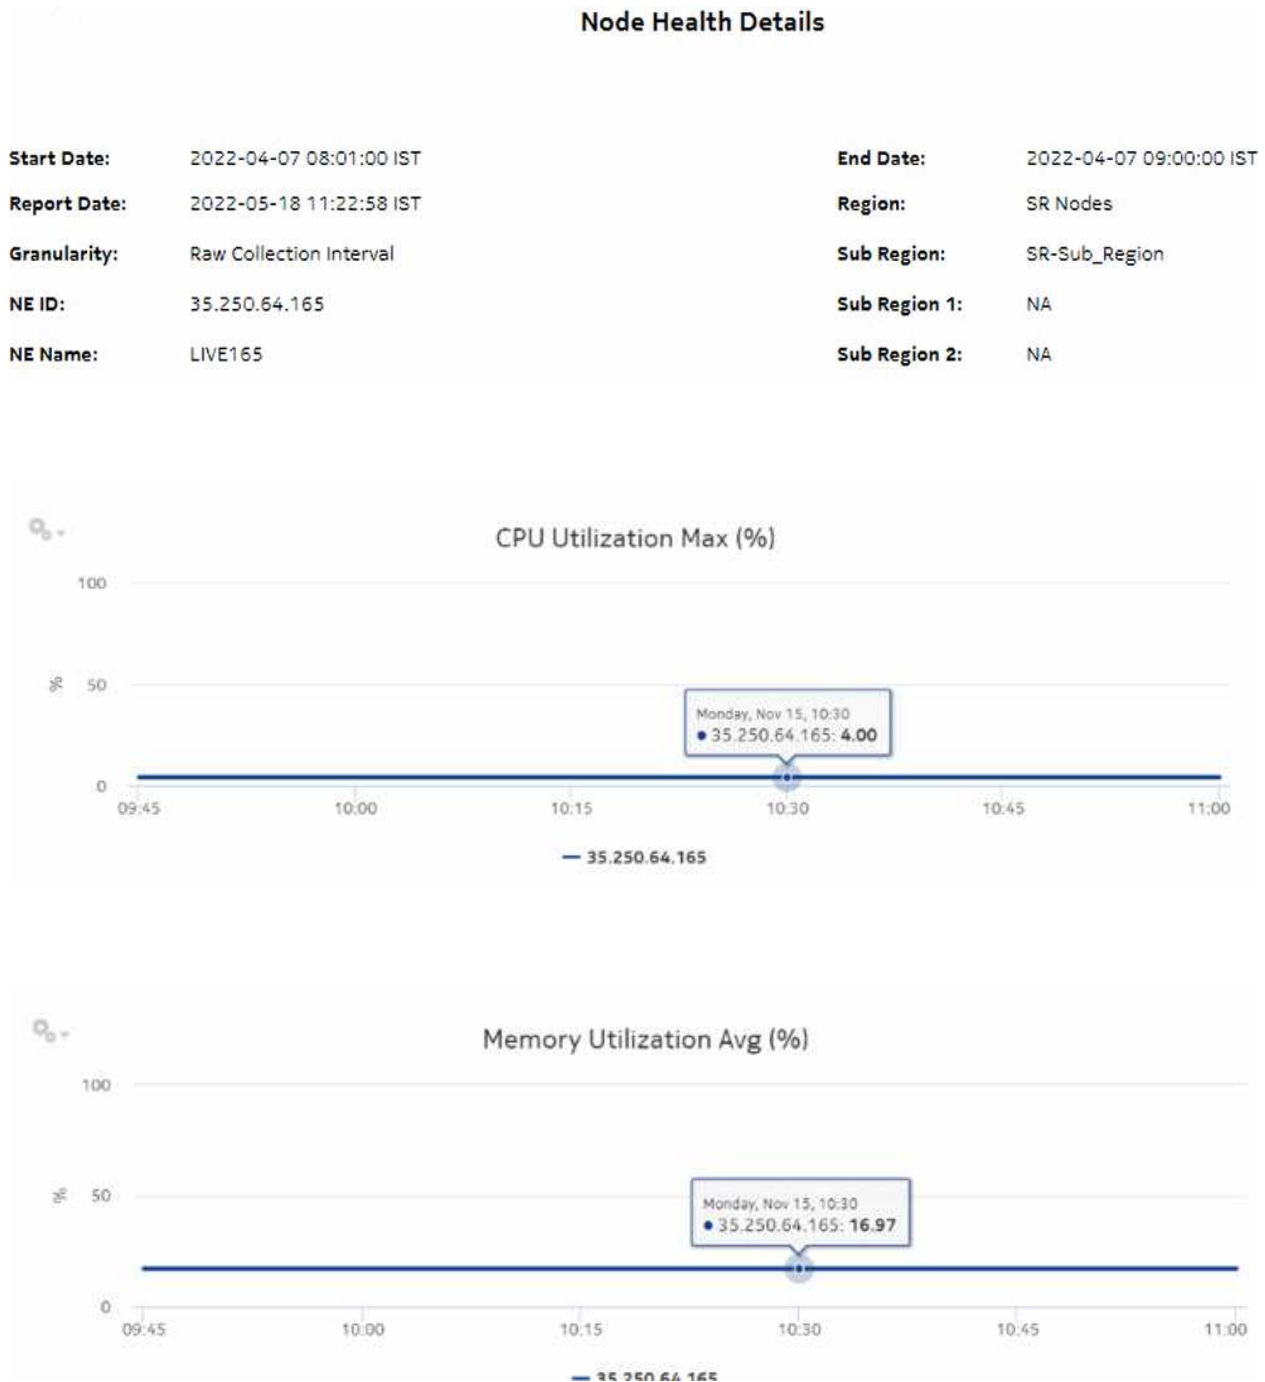 Node Health Details
Start Date: 2022-04-07 08:01:00 IST End Date: 2022-04-07 09:00:00 IST
Report Date: 2022-05-18 11:22:58 IST Region: SR Nodes
Granularity: Raw Collection Interval Sub Region: SR-Sub_Region
NE ID: 35.250.64.165 Sub Region 1: NA
NE Name: LIVE165 Sub Region 2: NA
CPU Utilization Max (%)
100
% 50
Monday, Nov 15, 10:30
35.250.64.165: 4.00
0
09:45 10:00 10:15 10:30 10:45 11:00
35.250.64.165
Memory Utilization Avg (%)
100
% 50
Monday, Nov 15, 10:30
35.250.64.165: 16.97
0
09:45 10:00 10:15 10:30 10:45 11:00
35.250.64.165